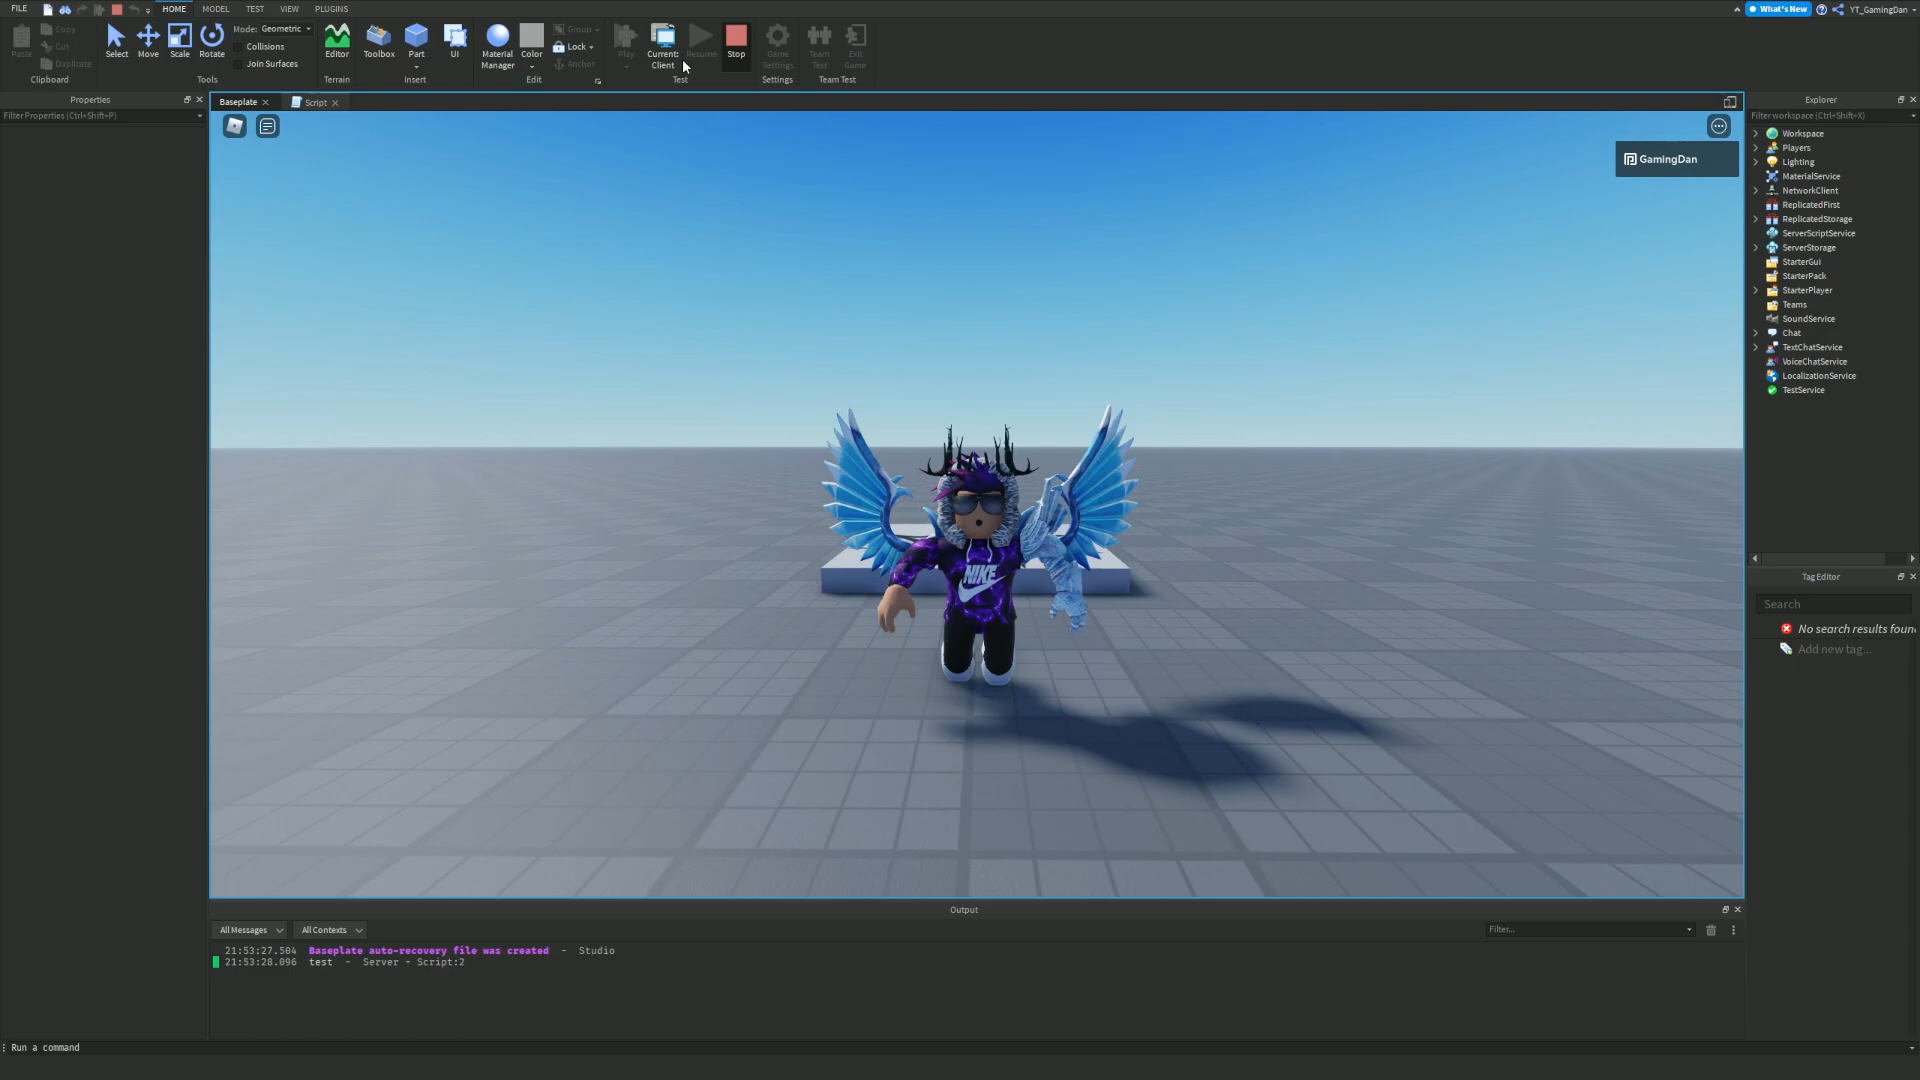 FILE HOME MODEL TEST VIEW PLUGINS What's New YT_GamingDan
Paste Copy Cut Duplicate Clipboard
Select Move Scale Rotate Mode: Geometric Collisions Join Surfaces Tools
Editor Terrain
Toolbox Part UI Insert
Material Manager Color Group Lock Anchor Edit
Play Current: Client Resume Stop Test
Game Settings Settings
Team Test Exit Game Team Test
Properties
Filter Properties (Ctrl+Shift+P)
Baseplate Script
GamingDan
NIKE
Explorer
Filter workspace (Ctrl+Shift+X)
Workspace
Players
Lighting
MaterialService
NetworkClient
ReplicatedFirst
ReplicatedStorage
ServerScriptService
ServerStorage
StarterGui
StarterPack
StarterPlayer
Teams
SoundService
Chat
TextChatService
VoiceChatService
LocalizationService
TestService
Tag Editor
Search
No search results foun
Add new tag...
Output
All Messages All Contexts Filter...
21:53:27.504 Baseplate auto-recovery file was created - Studio
21:53:28.096 test - Server - Script:2
Run a command